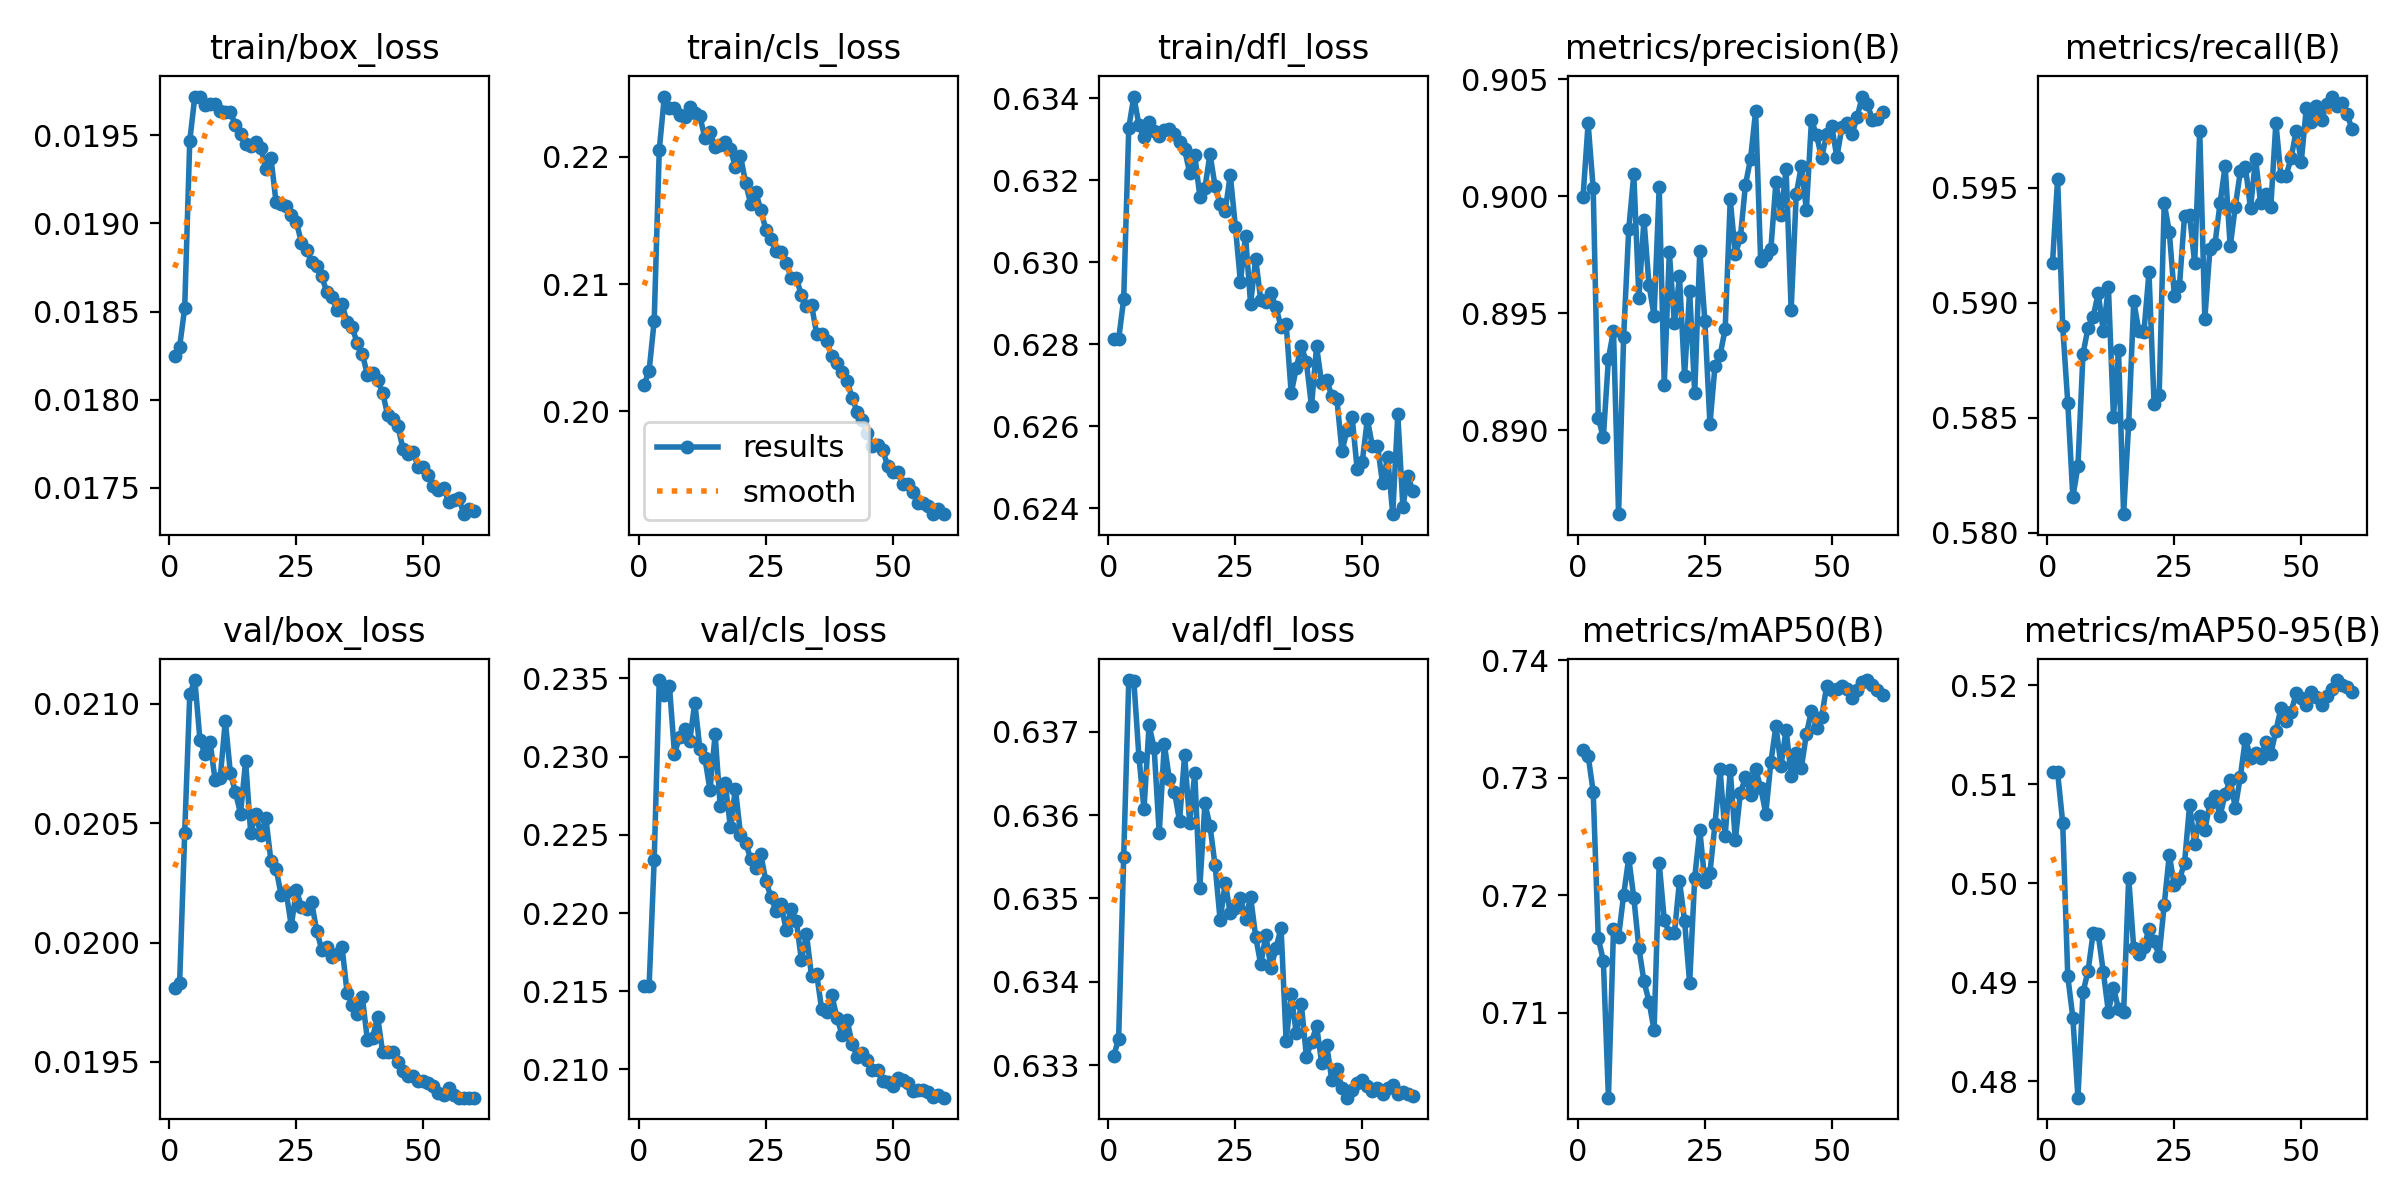 train/box_loss
0.0195
0.0190
0.0185
0.0180
0.0175
0 25 50
train/cls_loss
0.22
0.21
0.20
results
smooth
0 25 50
train/dfl_loss
0.634
0.632
0.630
0.628
0.626
0.624
0 25 50
metrics/precision(B)
0.905
0.900
0.895
0.890
0 25 50
metrics/recall(B)
0.595
0.590
0.585
0.580
0 25 50
val/box_loss
0.0210
0.0205
0.0200
0.0195
0 25 50
val/cls_loss
0.235
0.230
0.225
0.220
0.215
0.210
0 25 50
val/dfl_loss
0.637
0.636
0.635
0.634
0.633
0 25 50
metrics/mAP50(B)
0.74
0.73
0.72
0.71
0 25 50
metrics/mAP50-95(B)
0.52
0.51
0.50
0.49
0.48
0 25 50